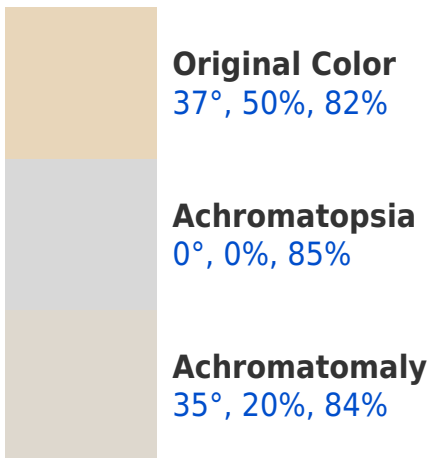 Original Color
37°, 50%, 82%
Achromatopsia
0°, 0%, 85%
Achromatomaly
35°, 20%, 84%